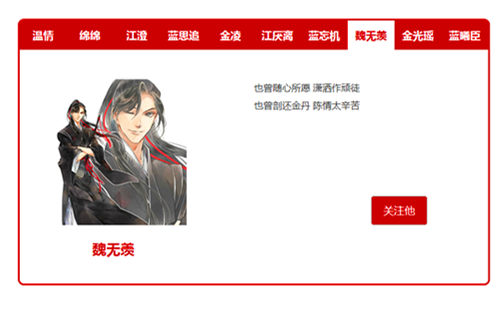 温情 绵绵 江澄 蓝思追 金凌 江厌离 蓝忘机 魏无羡 金光瑶 蓝曦臣
也曾随心所愿 潇洒作顽徒
也曾剖还金丹 陈情太辛苦
关注他
魏无羡